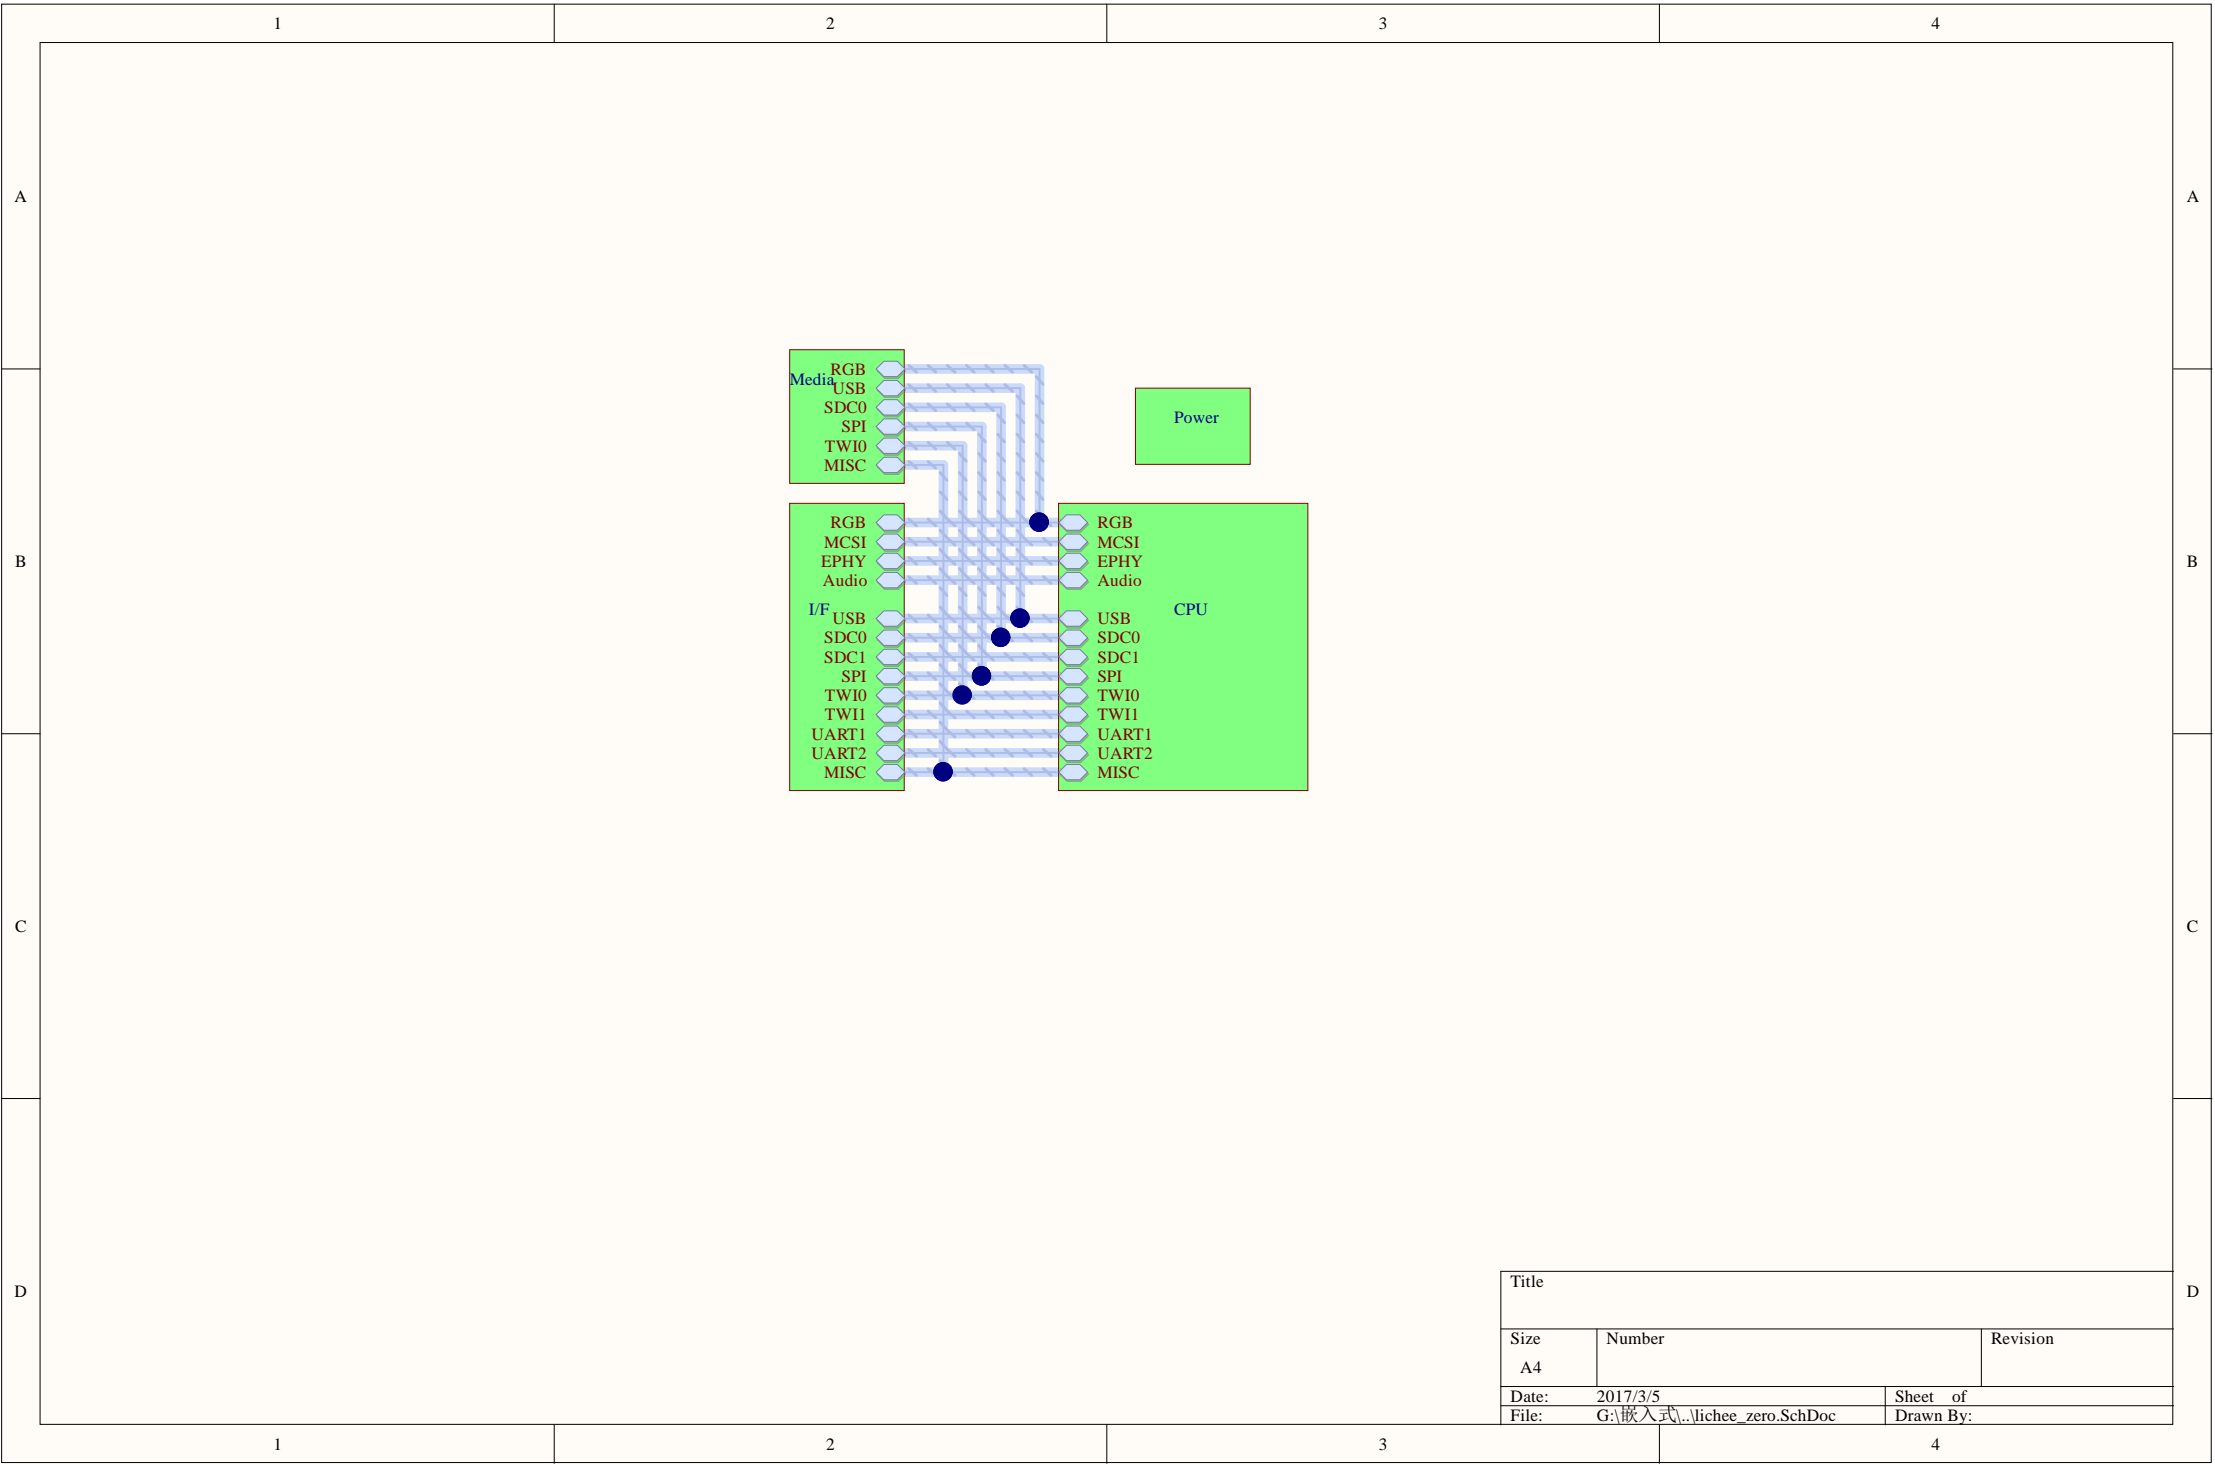 1 2 3 4
A A
RGB
Media
USB
SDC0
SPI
TWI0
MISC
Power
RGB RGB
MCSI MCSI
EPHY EPHY
Audio Audio
B B
I/F CPU
USB USB
SDC0 SDC0
SDC1 SDC1
SPI SPI
TWI0 TWI0
TWI1 TWI1
UART1 UART1
UART2 UART2
MISC MISC
C C
D D
Title
Size Number Revision
A4
Date: 2017/3/5 Sheet of
File: G:\嵌入式\..\lichee_zero.SchDoc Drawn By:
1 2 3 4